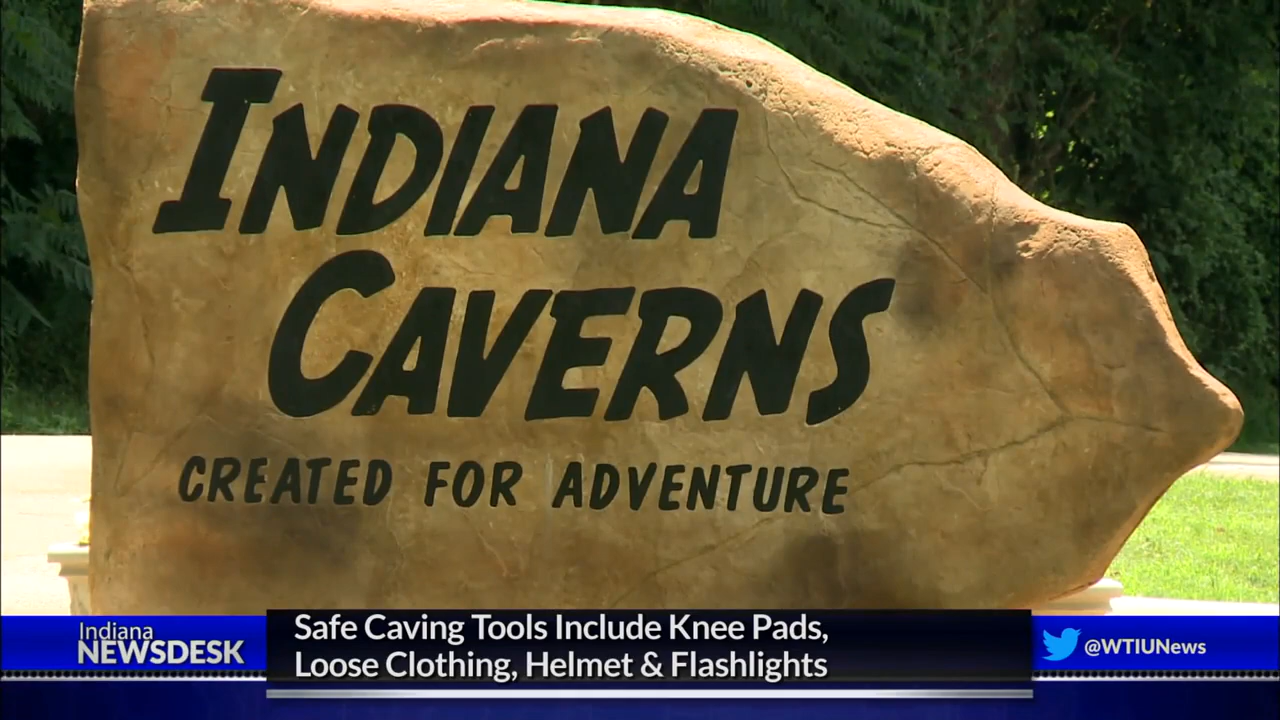 INDIANA
CAVERNS
CREATED FOR ADVENTURE
Indiana
NEWSDESK
Safe Caving Tools Include Knee Pads,
Loose Clothing, Helmet & Flashlights
@WTIUNews